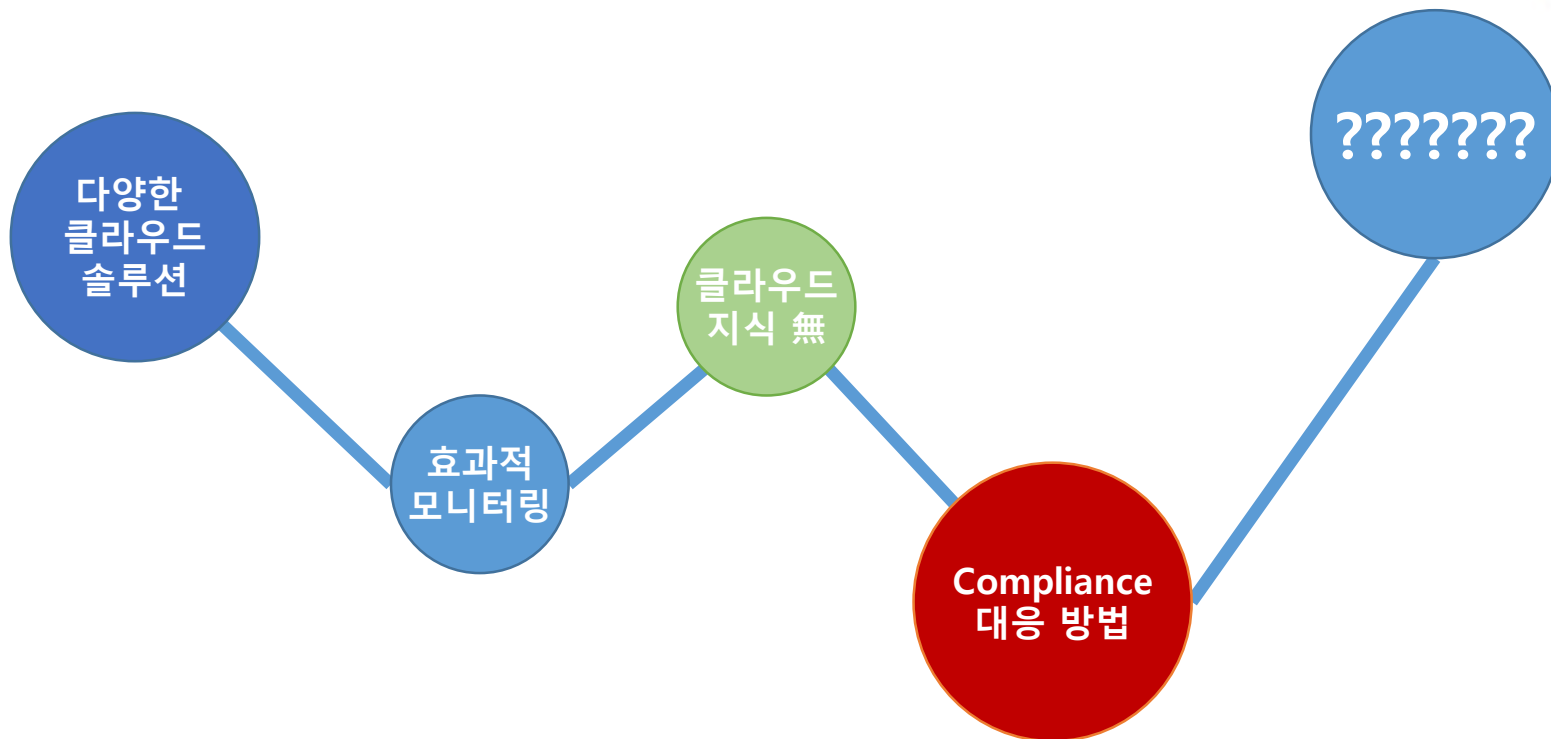 다양한
클라우드
솔루션
효과적
모니터링
클라우드
지식 無
Compliance
대응 방법
???????